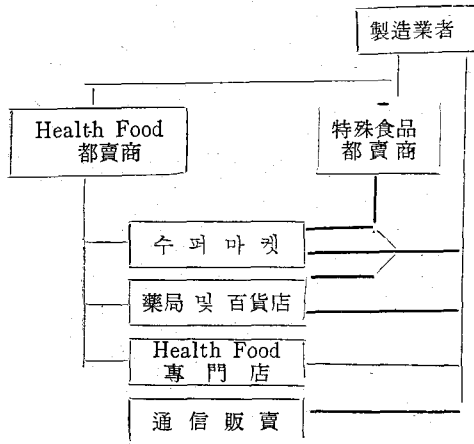 製造業者
Health Food
都賣商
特殊食品
都賣商
수퍼마켓
藥局 및 百貨店
Health Food
專門店
通信販賣